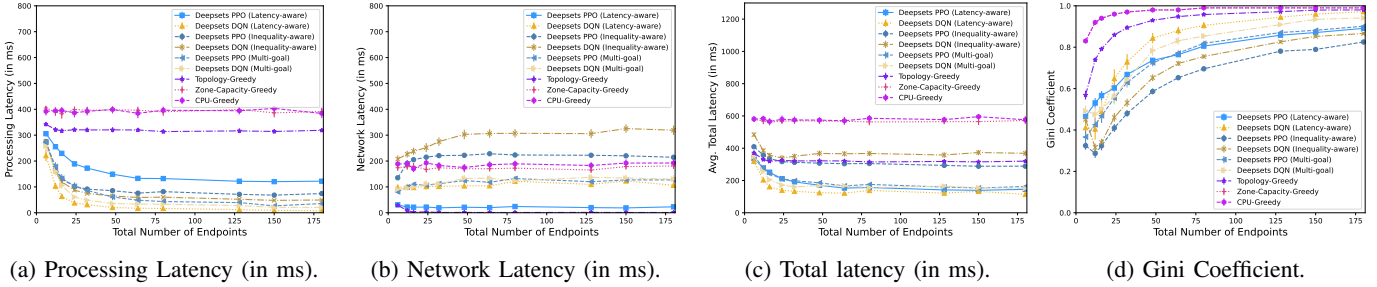 Processing Latency (in ms)
800
700
600
500
400
300
200
100
0
0
25
50
75
100
125
150
175
Total Number of Endpoints
Deepsets PPO (Latency-aware)
Deepsets DQN (Latency-aware)
Deepsets PPO (Inequality-aware)
Deepsets DQN (Inequality-aware)
Deepsets PPO (Multi-goal)
Deepsets DQN (Multi-goal)
Topology-Greedy
Zone-Capacity-Greedy
CPU-Greedy
(a) Processing Latency (in ms).
Network Latency (in ms)
800
700
600
500
400
300
200
100
0
0
25
50
75
100
125
150
175
Total Number of Endpoints
Deepsets PPO (Latency-aware)
Deepsets DQN (Latency-aware)
Deepsets PPO (Inequality-aware)
Deepsets DQN (Inequality-aware)
Deepsets PPO (Multi-goal)
Deepsets DQN (Multi-goal)
Topology-Greedy
Zone-Capacity-Greedy
CPU-Greedy
(b) Network Latency (in ms).
Avg. Total Latency (in ms)
1200
1000
800
600
400
200
0
0
25
50
75
100
125
150
175
Total Number of Endpoints
Deepsets PPO (Latency-aware)
Deepsets DQN (Latency-aware)
Deepsets PPO (Inequality-aware)
Deepsets DQN (Inequality-aware)
Deepsets PPO (Multi-goal)
Deepsets DQN (Multi-goal)
Topology-Greedy
Zone-Capacity-Greedy
CPU-Greedy
(c) Total latency (in ms).
Gini Coefficient
1.0
0.8
0.6
0.4
0.2
0.0
0
25
50
75
100
125
150
175
Total Number of Endpoints
Deepsets PPO (Latency-aware)
Deepsets DQN (Latency-aware)
Deepsets PPO (Inequality-aware)
Deepsets DQN (Inequality-aware)
Deepsets PPO (Multi-goal)
Deepsets DQN (Multi-goal)
Topology-Greedy
Zone-Capacity-Greedy
CPU-Greedy
(d) Gini Coefficient.